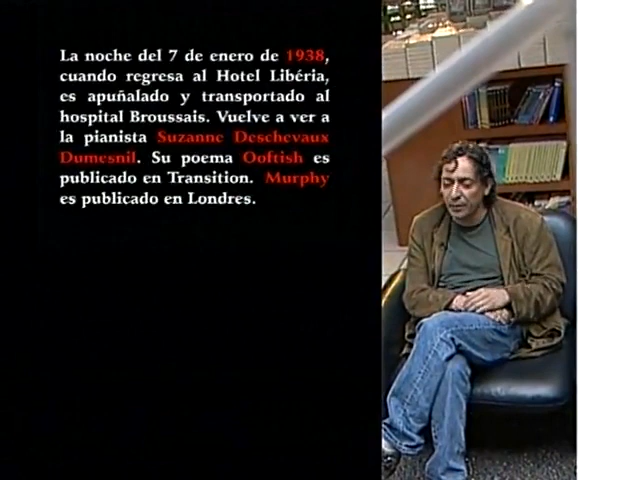 La noche del 7 de enero de 1938,
cuando regresa al Hotel Libéria,
es apuñalado y transportado al
hospital Broussais. Vuelve a ver a
la pianista Suzanne Deschevaux
Dumesnil. Su poema Ooftish es
publicado en Transition. Murphy
es publicado en Londres.